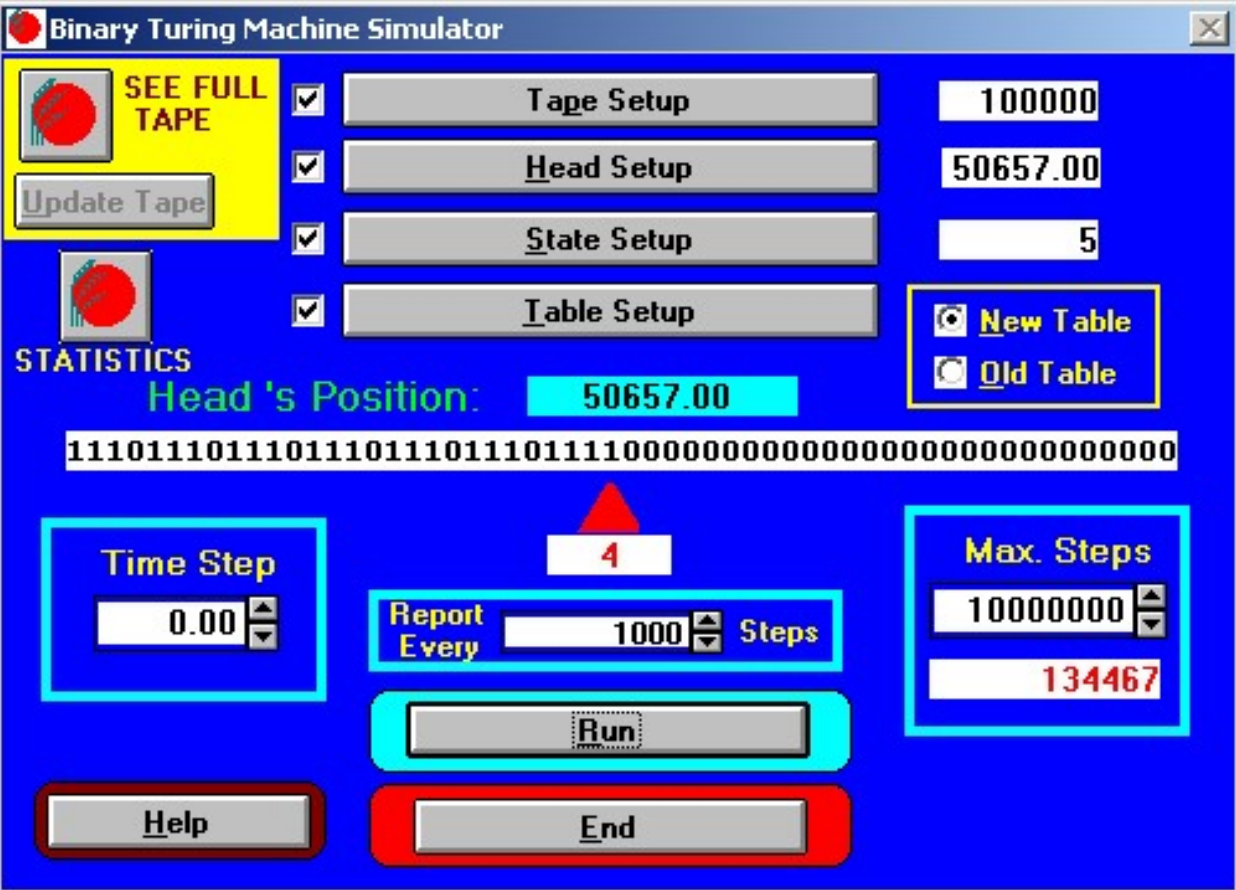 Binary Turing Machine Simulator
SEE FULL TAPE
Update Tape
Tape Setup
100000
Head Setup
50657.00
State Setup
5
STATISTICS
Table Setup
New Table
Old Table
Head 's Position:
50657.00
1110111011101110111011101111000000000000000000000000000
4
Time Step
0.00
Report Every
1000
Steps
Max. Steps
10000000
134467
Run
Help
End